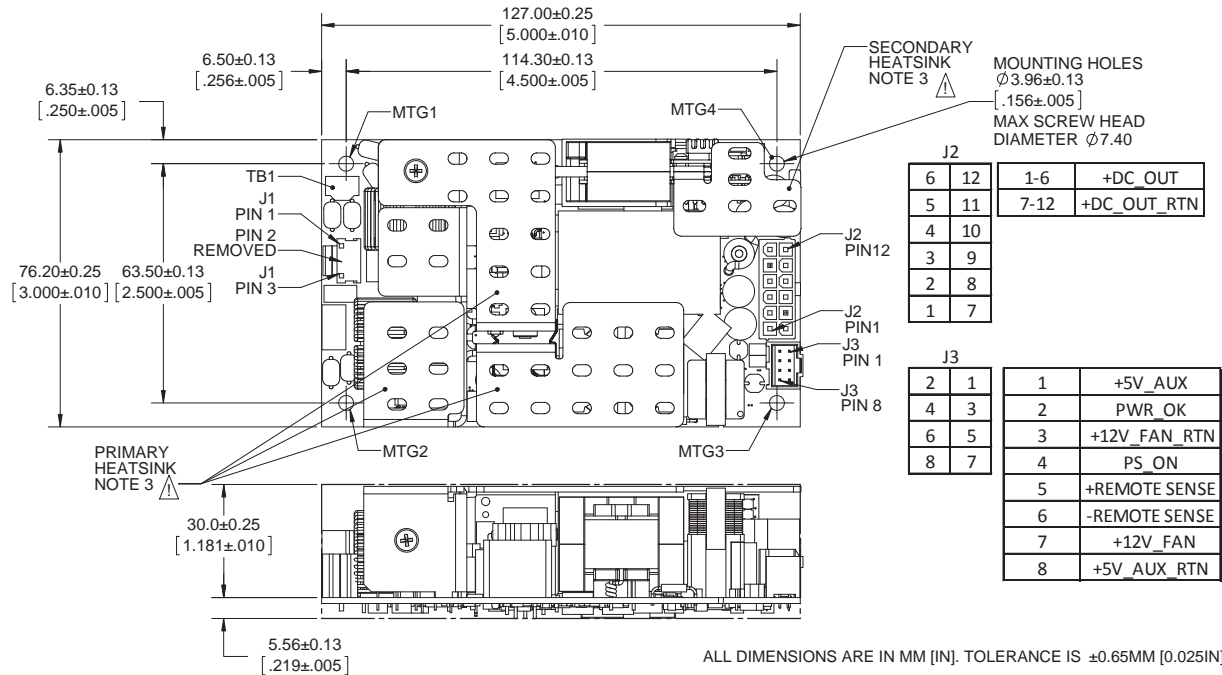 127.00±0.25
[5.000±.010]
6.50±0.13
[.256±.005]
114.30±0.13
[4.500±.005]
SECONDARY
HEATSINK
NOTE 3 !
MOUNTING HOLES
∅3.96±0.13
[.156±.005]
MAX SCREW HEAD
DIAMETER ∅7.40
6.35±0.13
[.250±.005]
MTG1
MTG4
TB1
J1
PIN 1
PIN 2
REMOVED
J1
PIN 3
76.20±0.25
[3.000±.010]
63.50±0.13
[2.500±.005]
J2
PIN12
J2
PIN1
J3
PIN 1
J3
PIN 8
MTG2
MTG3
PRIMARY
HEATSINK
NOTE 3 !
J2
6 12
5 11
4 10
3 9
2 8
1 7
1-6 +DC_OUT
7-12 +DC_OUT_RTN
J3
2 1
4 3
6 5
8 7
1 +5V_AUX
2 PWR_OK
3 +12V_FAN_RTN
4 PS_ON
5 +REMOTE SENSE
6 -REMOTE SENSE
7 +12V_FAN
8 +5V_AUX_RTN
30.0±0.25
[1.181±.010]
5.56±0.13
[.219±.005]
ALL DIMENSIONS ARE IN MM [IN]. TOLERANCE IS ±0.65MM [0.025IN]